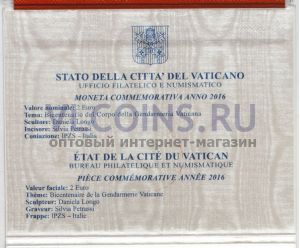 STATO DELLA CITTA' DEL VATICANO
UFFICIO FILATELICO E NUMISMATICO
MONETA COMMEMORATIVA ANNO 2016
Valore nominale: 2 Euro
Tema: Bicentenario del Corpo della Gendarmeria Vaticana
Scultore: Daniela Longo
Incisore: Silvia Petrassi
Coniazione: IPZS - Italia
COINS.RU
оптовый интернет-магазин
ÉTAT DE LA CITÉ DU VATICAN
BUREAU PHILATELIQUE ET NUMISMATIQUE
PIÈCE COMMÉMORATIVE ANNÉE 2016
Valeur faciale: 2 Euro
Thème: Bicentenaire de la Gendarmerie Vaticane
Sculpteur: Daniela Longo
Graveur: Silvia Petrassi
Frappe: IPZS - Italie